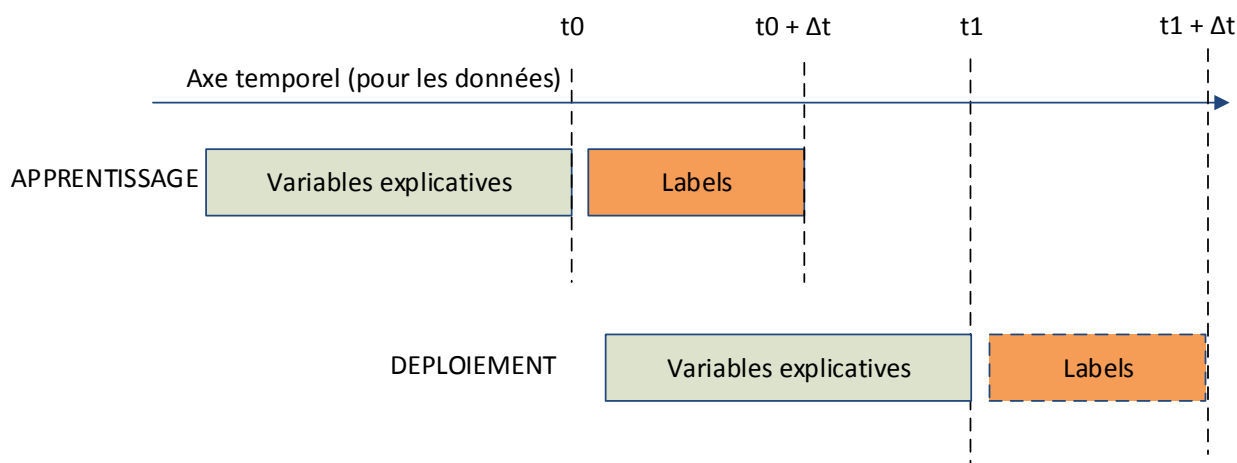 t0 t0 + Δt t1 t1 + Δt
Axe temporel (pour les données)
APPRENTISSAGE Variables explicatives Labels
DEPLOIEMENT Variables explicatives Labels